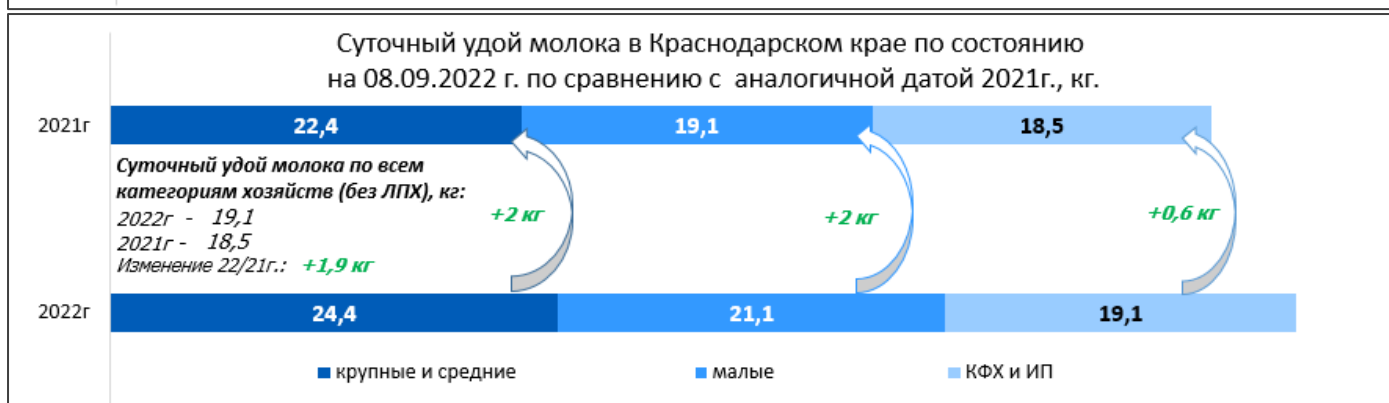 Суточный удой молока в Краснодарском крае по состоянию
на 08.09.2022 г. по сравнению с аналогичной датой 2021г., кг.
2021г
22,4
19,1
18,5
Суточный удой молока по всем
категориям хозяйств (без ЛПХ), кг:
2022г - 19,1
2021г - 18,5
Изменение 22/21г.: +1,9 кг
+2 кг
+2 кг
+0,6 кг
2022г
24,4
21,1
19,1
крупные и средние
малые
КФХ и ИП